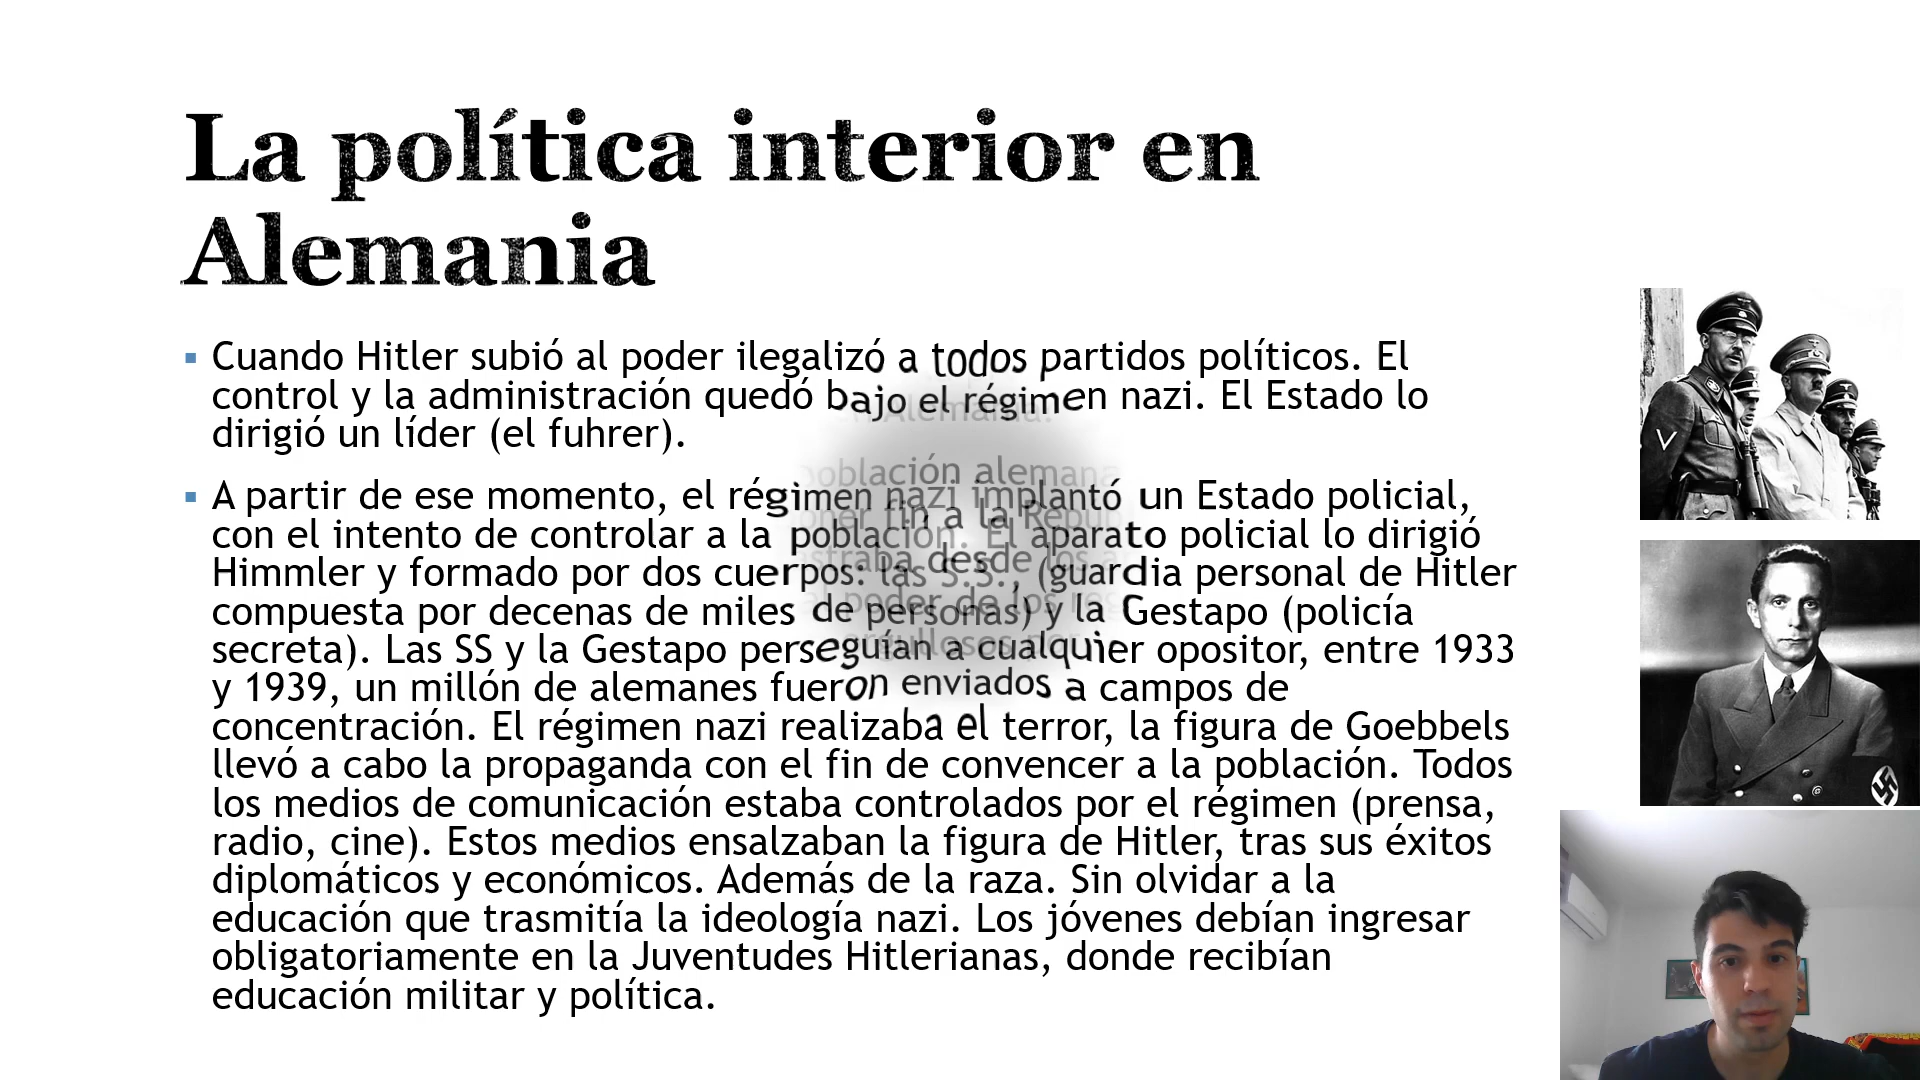 La política interior en
Alemania
Cuando Hitler subió al poder ilegalizó a todos partidos políticos. El
control y la administración quedó bajo el régimen nazi. El Estado lo
dirigió un líder (el fuhrer).
A partir de ese momento, el régimen nazi implantó un Estado policial,
con el intento de controlar a la población. El aparato policial lo dirigió
Himmler y formado por dos cuerpos: las S.S., (guardia personal de Hitler
compuesta por decenas de miles de personas) y la Gestapo (policía
secreta). Las SS y la Gestapo perseguían a cualquier opositor, entre 1933
y 1939, un millón de alemanes fueron enviados a campos de
concentración. El régimen nazi realizaba el terror, la figura de Goebbels
llevó a cabo la propaganda con el fin de convencer a la población. Todos
los medios de comunicación estaba controlados por el régimen (prensa,
radio, cine). Estos medios ensalzaban la figura de Hitler, tras sus éxitos
diplomáticos y económicos. Además de la raza. Sin olvidar a la
educación que trasmitía la ideología nazi. Los jóvenes debían ingresar
obligatoriamente en la Juventudes Hitlerianas, donde recibían
educación militar y política.